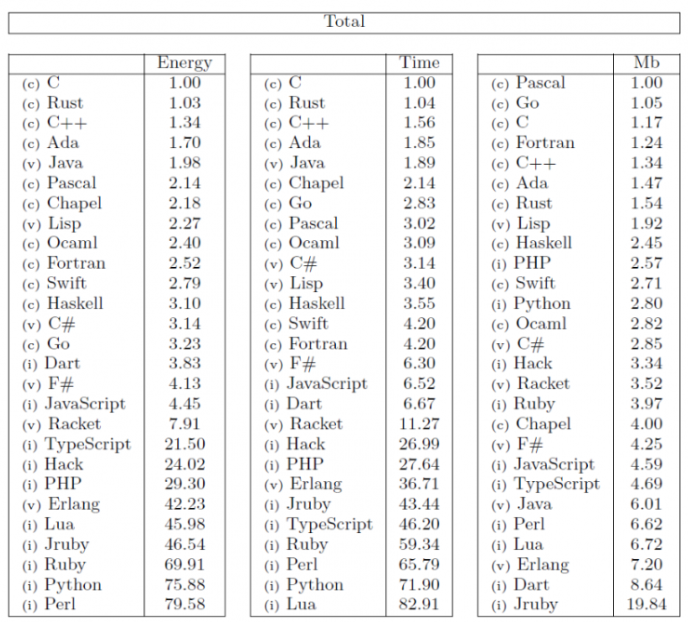 Total
Energy
(c) C 1.00
(c) Rust 1.03
(c) C++ 1.34
(c) Ada 1.70
(v) Java 1.98
(c) Pascal 2.14
(c) Chapel 2.18
(v) Lisp 2.27
(c) Ocaml 2.40
(c) Fortran 2.52
(c) Swift 2.79
(c) Haskell 3.10
(v) C# 3.14
(c) Go 3.23
(i) Dart 3.83
(v) F# 4.13
(i) JavaScript 4.45
(v) Racket 7.91
(i) TypeScript 21.50
(i) Hack 24.02
(i) PHP 29.30
(v) Erlang 42.23
(i) Lua 45.98
(i) Jruby 46.54
(i) Ruby 69.91
(i) Python 75.88
(i) Perl 79.58
Time
(c) C 1.00
(c) Rust 1.04
(c) C++ 1.56
(c) Ada 1.85
(v) Java 1.89
(c) Chapel 2.14
(c) Go 2.83
(c) Pascal 3.02
(c) Ocaml 3.09
(v) C# 3.14
(v) Lisp 3.40
(c) Haskell 3.55
(c) Swift 4.20
(c) Fortran 4.20
(v) F# 6.30
(i) JavaScript 6.52
(i) Dart 6.67
(v) Racket 11.27
(i) Hack 26.99
(i) PHP 27.64
(v) Erlang 36.71
(i) Jruby 43.44
(i) TypeScript 46.20
(i) Ruby 59.34
(i) Perl 65.79
(i) Python 71.90
(i) Lua 82.91
Mb
(c) Pascal 1.00
(c) Go 1.05
(c) C 1.17
(c) Fortran 1.24
(c) C++ 1.34
(c) Ada 1.47
(c) Rust 1.54
(v) Lisp 1.92
(c) Haskell 2.45
(i) PHP 2.57
(c) Swift 2.71
(i) Python 2.80
(c) Ocaml 2.82
(v) C# 2.85
(i) Hack 3.34
(v) Racket 3.52
(i) Ruby 3.97
(c) Chapel 4.00
(v) F# 4.25
(i) JavaScript 4.59
(i) TypeScript 4.69
(v) Java 6.01
(i) Perl 6.62
(i) Lua 6.72
(v) Erlang 7.20
(i) Dart 8.64
(i) Jruby 19.84